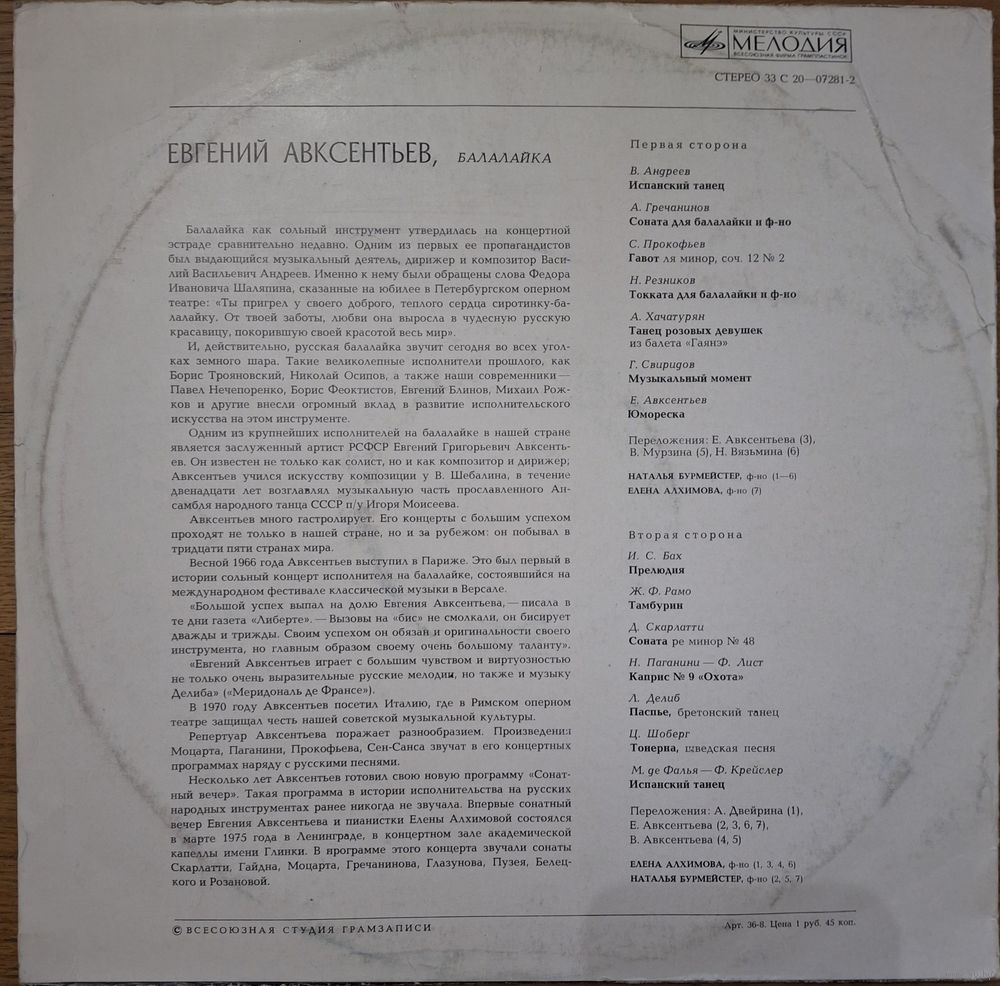 МИНИСТЕРСТВО КУЛЬТУРЫ СССР
МЕЛОДИЯ
ВСЕСОЮЗНАЯ ФИРМА ГРАМПЛАСТИНОК
СТЕРЕО 33 С 20—07281-2
ЕВГЕНИЙ АВКСЕНТЬЕВ, БАЛАЛАЙКА
Балалайка как сольный инструмент утвердилась на концертной
эстраде сравнительно недавно. Одним из первых ее пропагандистов
был выдающийся музыкальный деятель, дирижер и композитор Васи-
лий Васильевич Андреев. Именно к нему были обращены слова Федора
Ивановича Шаляпина, сказанные на юбилее в Петербургском оперном
театре: «Ты пригрел у своего доброго, теплого сердца сиротинку-ба-
лалайку. От твоей заботы, любви она выросла в чудесную русскую
красавицу, покорившую своей красотой весь мир».
И, действительно, русская балалайка звучит сегодня во всех угол-
ках земного шара. Такие великолепные исполнители прошлого, как
Борис Трояновский, Николай Осипов, а также наши современники—
Павел Нечепоренко, Борис Феоктистов, Евгений Блинов, Михаил Рож-
ков и другие внесли огромный вклад в развитие исполнительского
искусства на этом инструменте.
Одним из крупнейших исполнителей на балалайке в нашей стране
является заслуженный артист РСФСР Евгений Григорьевич Авксенть-
ев. Он известен не только как солист, но и как композитор и дирижер;
Авксентьев учился искусству композиции у В. Шебалина, в течение
двенадцати лет возглавлял музыкальную часть прославленного Ан-
самбля народного танца СССР п/у Игоря Моисеева.
Авксентьев много гастролирует. Его концерты с большим успехом
проходят не только в нашей стране, но и за рубежом: он побывал в
тридцати пяти странах мира.
Весной 1966 года Авксентьев выступил в Париже. Это был первый в
истории сольный концерт исполнителя на балалайке, состоявшийся на
международном фестивале классической музыки в Версале.
«Большой успех выпал на долю Евгения Авксентьева,— писала в
те дни газета «Либерте».— Вызовы на «бис» не смолкали, он бисирует
дважды и трижды. Своим успехом он обязан и оригинальности своего
инструмента, но главным образом своему очень большому таланту».
«Евгений Авксентьев играет с большим чувством и виртуозностью
не только очень выразительные русские мелодии, но также и музыку
Делиба» («Меридональ де Франсе»).
В 1970 году Авксентьев посетил Италию, где в Римском оперном
театре защищал честь нашей советской музыкальной культуры.
Репертуар Авксентьева поражает разнообразием. Произведения
Моцарта, Паганини, Прокофьева, Сен-Санса звучат в его концертных
программах наряду с русскими песнями.
Несколько лет Авксентьев готовил свою новую программу «Сонат-
ный вечер». Такая программа в истории исполнительства на русских
народных инструментах ранее никогда не звучала. Впервые сонатный
вечер Евгения Авксентьева и пианистки Елены Алхимовой состоялся
в марте 1975 года в Ленинграде, в концертном зале академической
капеллы имени Глинки. В программе этого концерта звучали сонаты
Скарлатти, Гайдна, Моцарта, Гречанинова, Глазунова, Пузея, Белец-
кого и Розановой.
Первая сторона
В. Андреев
Испанский танец
А. Гречанинов
Соната для балалайки и ф-но
С. Прокофьев
Гавот ля минор, соч. 12 № 2
Н. Резников
Токката для балалайки и ф-но
А. Хачатурян
Танец розовых девушек
из балета «Гаянэ»
Г. Свиридов
Музыкальный момент
Е. Авксентьев
Юмореска
Переложения: Е. Авксентьева (3),
В. Мурзина (5), Н. Вязьмина (6)
НАТАЛЬЯ БУРМЕЙСТЕР, ф-но (1—6)
ЕЛЕНА АЛХИМОВА, ф-но (7)
Вторая сторона
И. С. Бах
Прелюдия
Ж. Ф. Рамо
Тамбурин
Д. Скарлатти
Соната ре минор № 48
Н. Паганини — Ф. Лист
Каприс № 9 «Охота»
Л. Делиб
Паспье, бретонский танец
Ц. Шоберг
Тонерна, шведская песня
М. де Фалья—Ф. Крейслер
Испанский танец
Переложения: А. Двейрина (1),
Е. Авксентьева (2, 3, 6, 7),
В. Авксентьева (4, 5)
ЕЛЕНА АЛХИМОВА, ф-но (1, 3, 4, 6)
НАТАЛЬЯ БУРМЕЙСТЕР, ф-но (2, 5, 7)
© ВСЕСОЮЗНАЯ СТУДИЯ ГРАМЗАПИСИ
Арт. 36-8. Цена 1 руб. 45 коп.